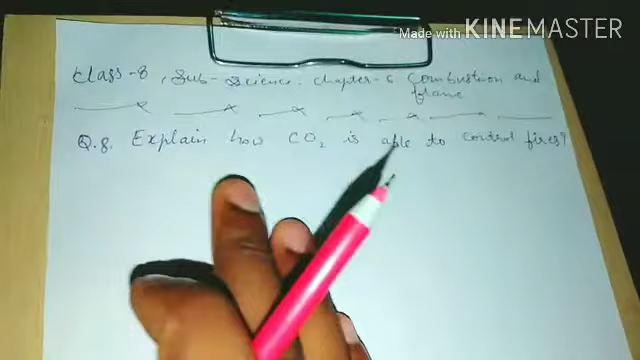 Made with KINEMASTER
Class-8, Sub-Science. Chapter-6 Combustion and
flame
Q.8. Explain how CO₂ is able to control fires?